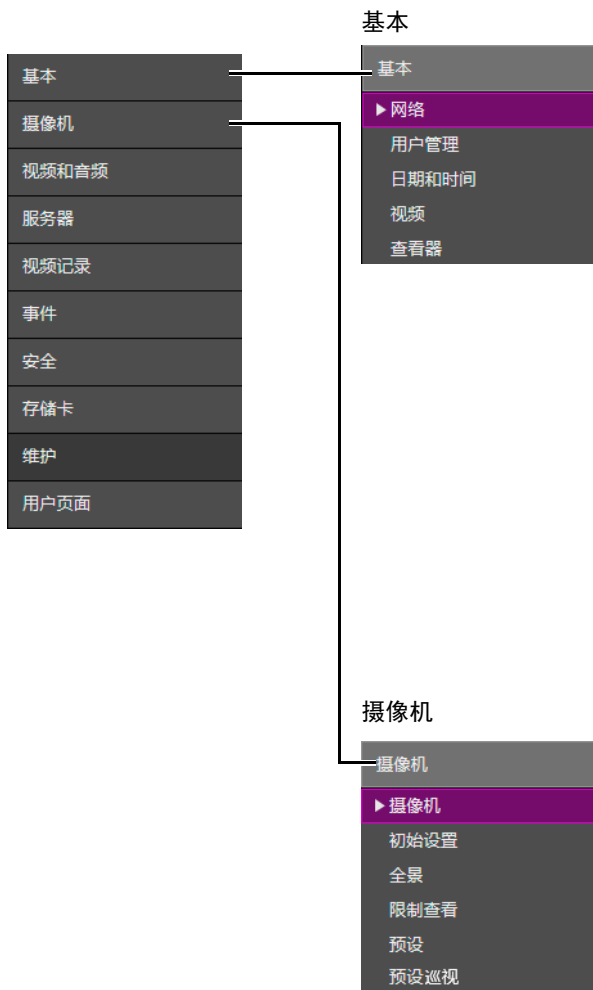 基本
基本
摄像机
视频和音频
服务器
视频记录
事件
安全
存储卡
维护
用户页面
基本
▶网络
用户管理
日期和时间
视频
查看器
摄像机
摄像机
▶摄像机
初始设置
全景
限制查看
预设
预设巡视